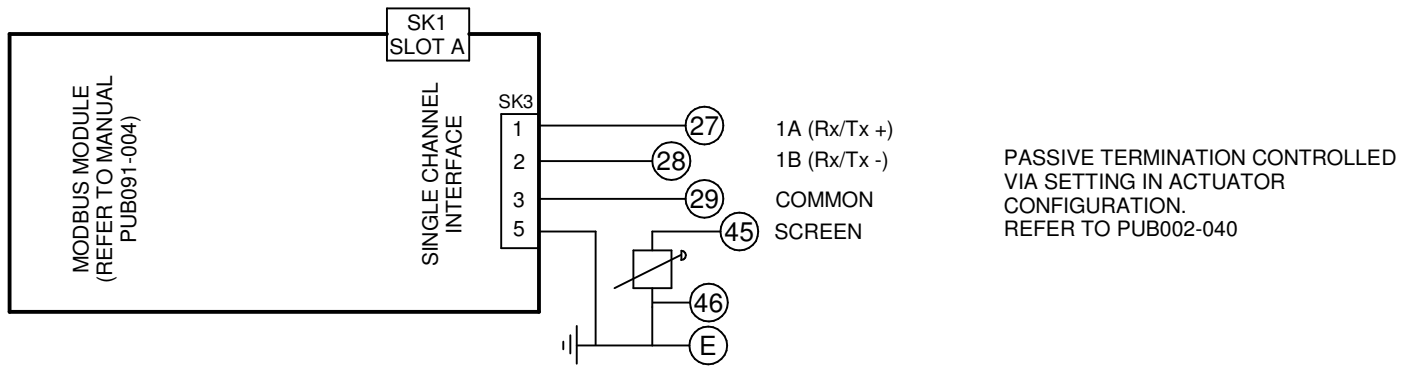 SK1
SLOT A
MODBUS MODULE
(REFER TO MANUAL
PUB091-004)
SINGLE CHANNEL
INTERFACE
SK3
1
2
3
5
27
1A (Rx/Tx +)
28
1B (Rx/Tx -)
29
COMMON
45
SCREEN
46
E
PASSIVE TERMINATION CONTROLLED
VIA SETTING IN ACTUATOR
CONFIGURATION.
REFER TO PUB002-040